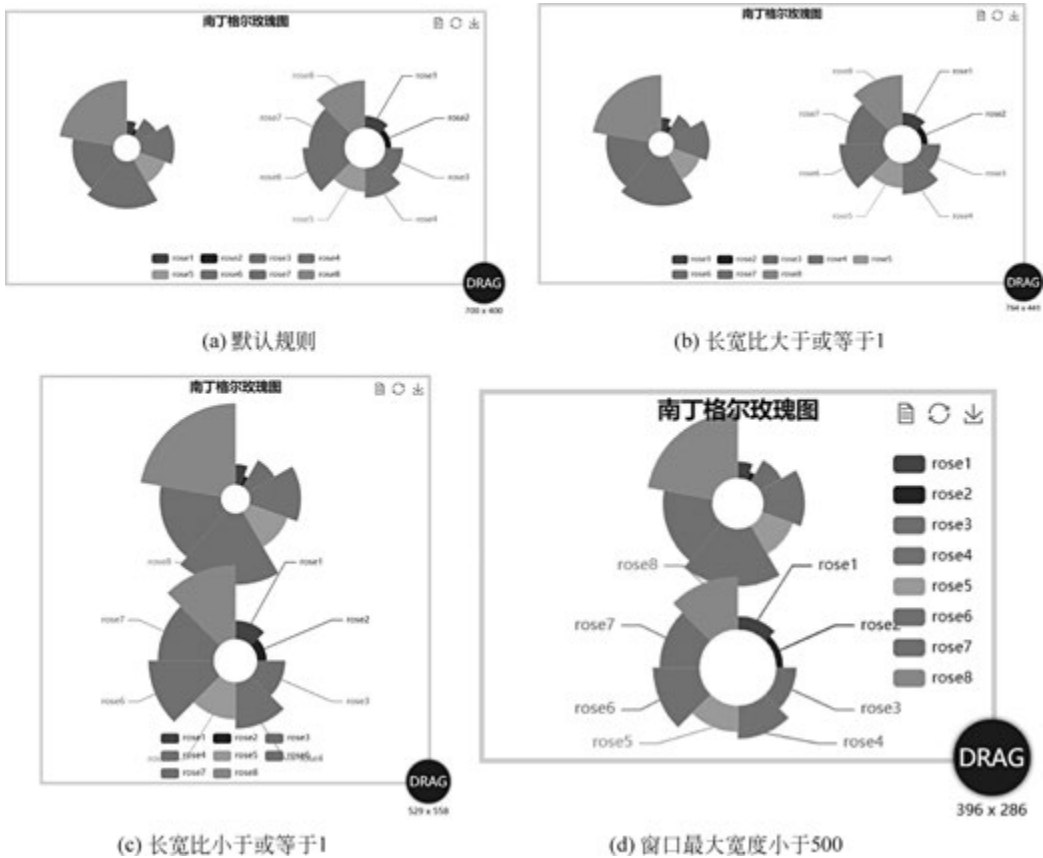 南丁格尔玫瑰图
rose8 rose1
rose7 rose2
rose6 rose3
rose5 rose4
rose1 rose2 rose3 rose4
rose5 rose6 rose7 rose8
DRAG
700 x 400
(a) 默认规则
南丁格尔玫瑰图
rose8 rose1
rose7 rose2
rose6 rose3
rose5 rose4
rose1 rose2 rose3 rose4 rose5
rose6 rose7 rose8
DRAG
(b) 长宽比大于或等于1
南丁格尔玫瑰图
rose8 rose1
rose7 rose2
rose6 rose3
rose1 rose2 rose3
rose4 rose5 rose6
rose7 rose8
DRAG
529 x 558
(c) 长宽比小于或等于1
南丁格尔玫瑰图
rose1
rose2
rose3
rose4
rose5
rose6
rose7
rose8
rose8 rose1
rose7 rose2
rose6 rose3
rose5 rose4
DRAG
396 x 286
(d) 窗口最大宽度小于500